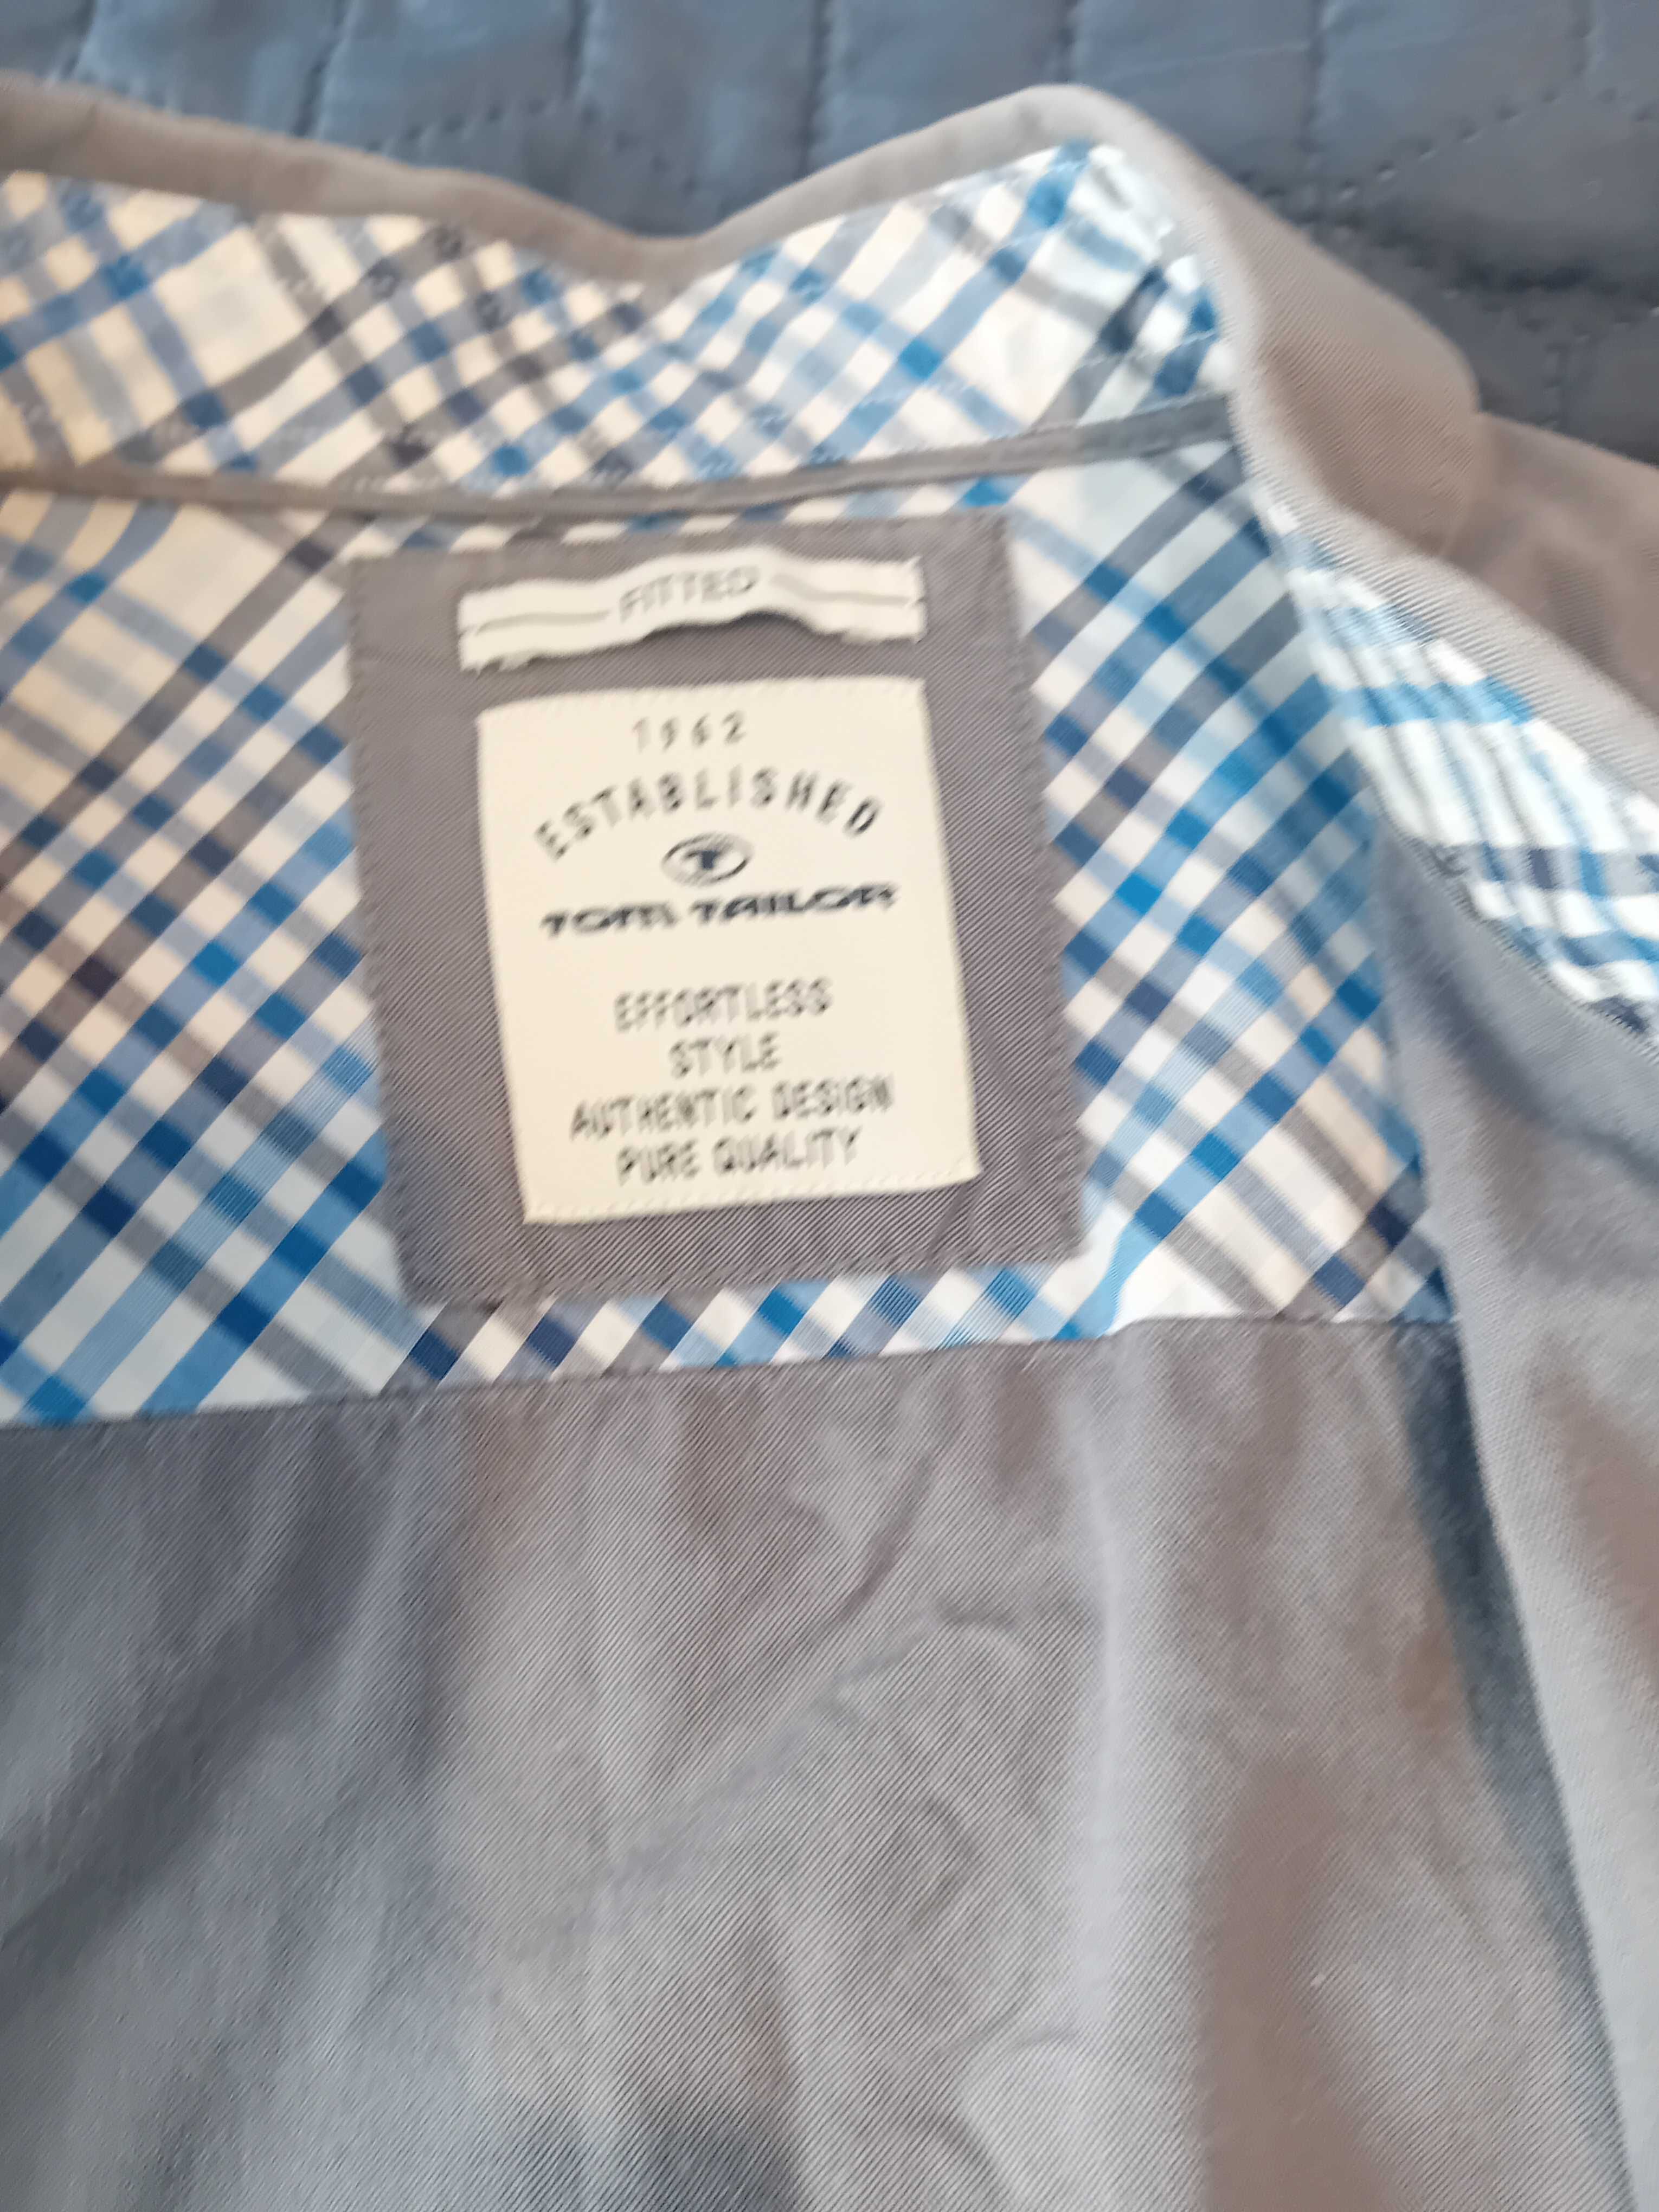 FITTED
1962
ESTABLISHED
T
TOM TAILOR
EFFORTLESS
STYLE
AUTHENTIC DESIGN
PURE QUALITY